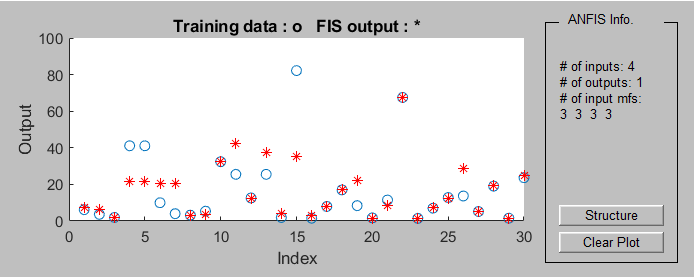 Training data : o   FIS output : *
ANFIS Info.
100
80
60
40
20
0
Output
0
5
10
15
20
25
30
Index
# of inputs: 4
# of outputs: 1
# of input mfs:
3  3  3  3
Structure
Clear Plot